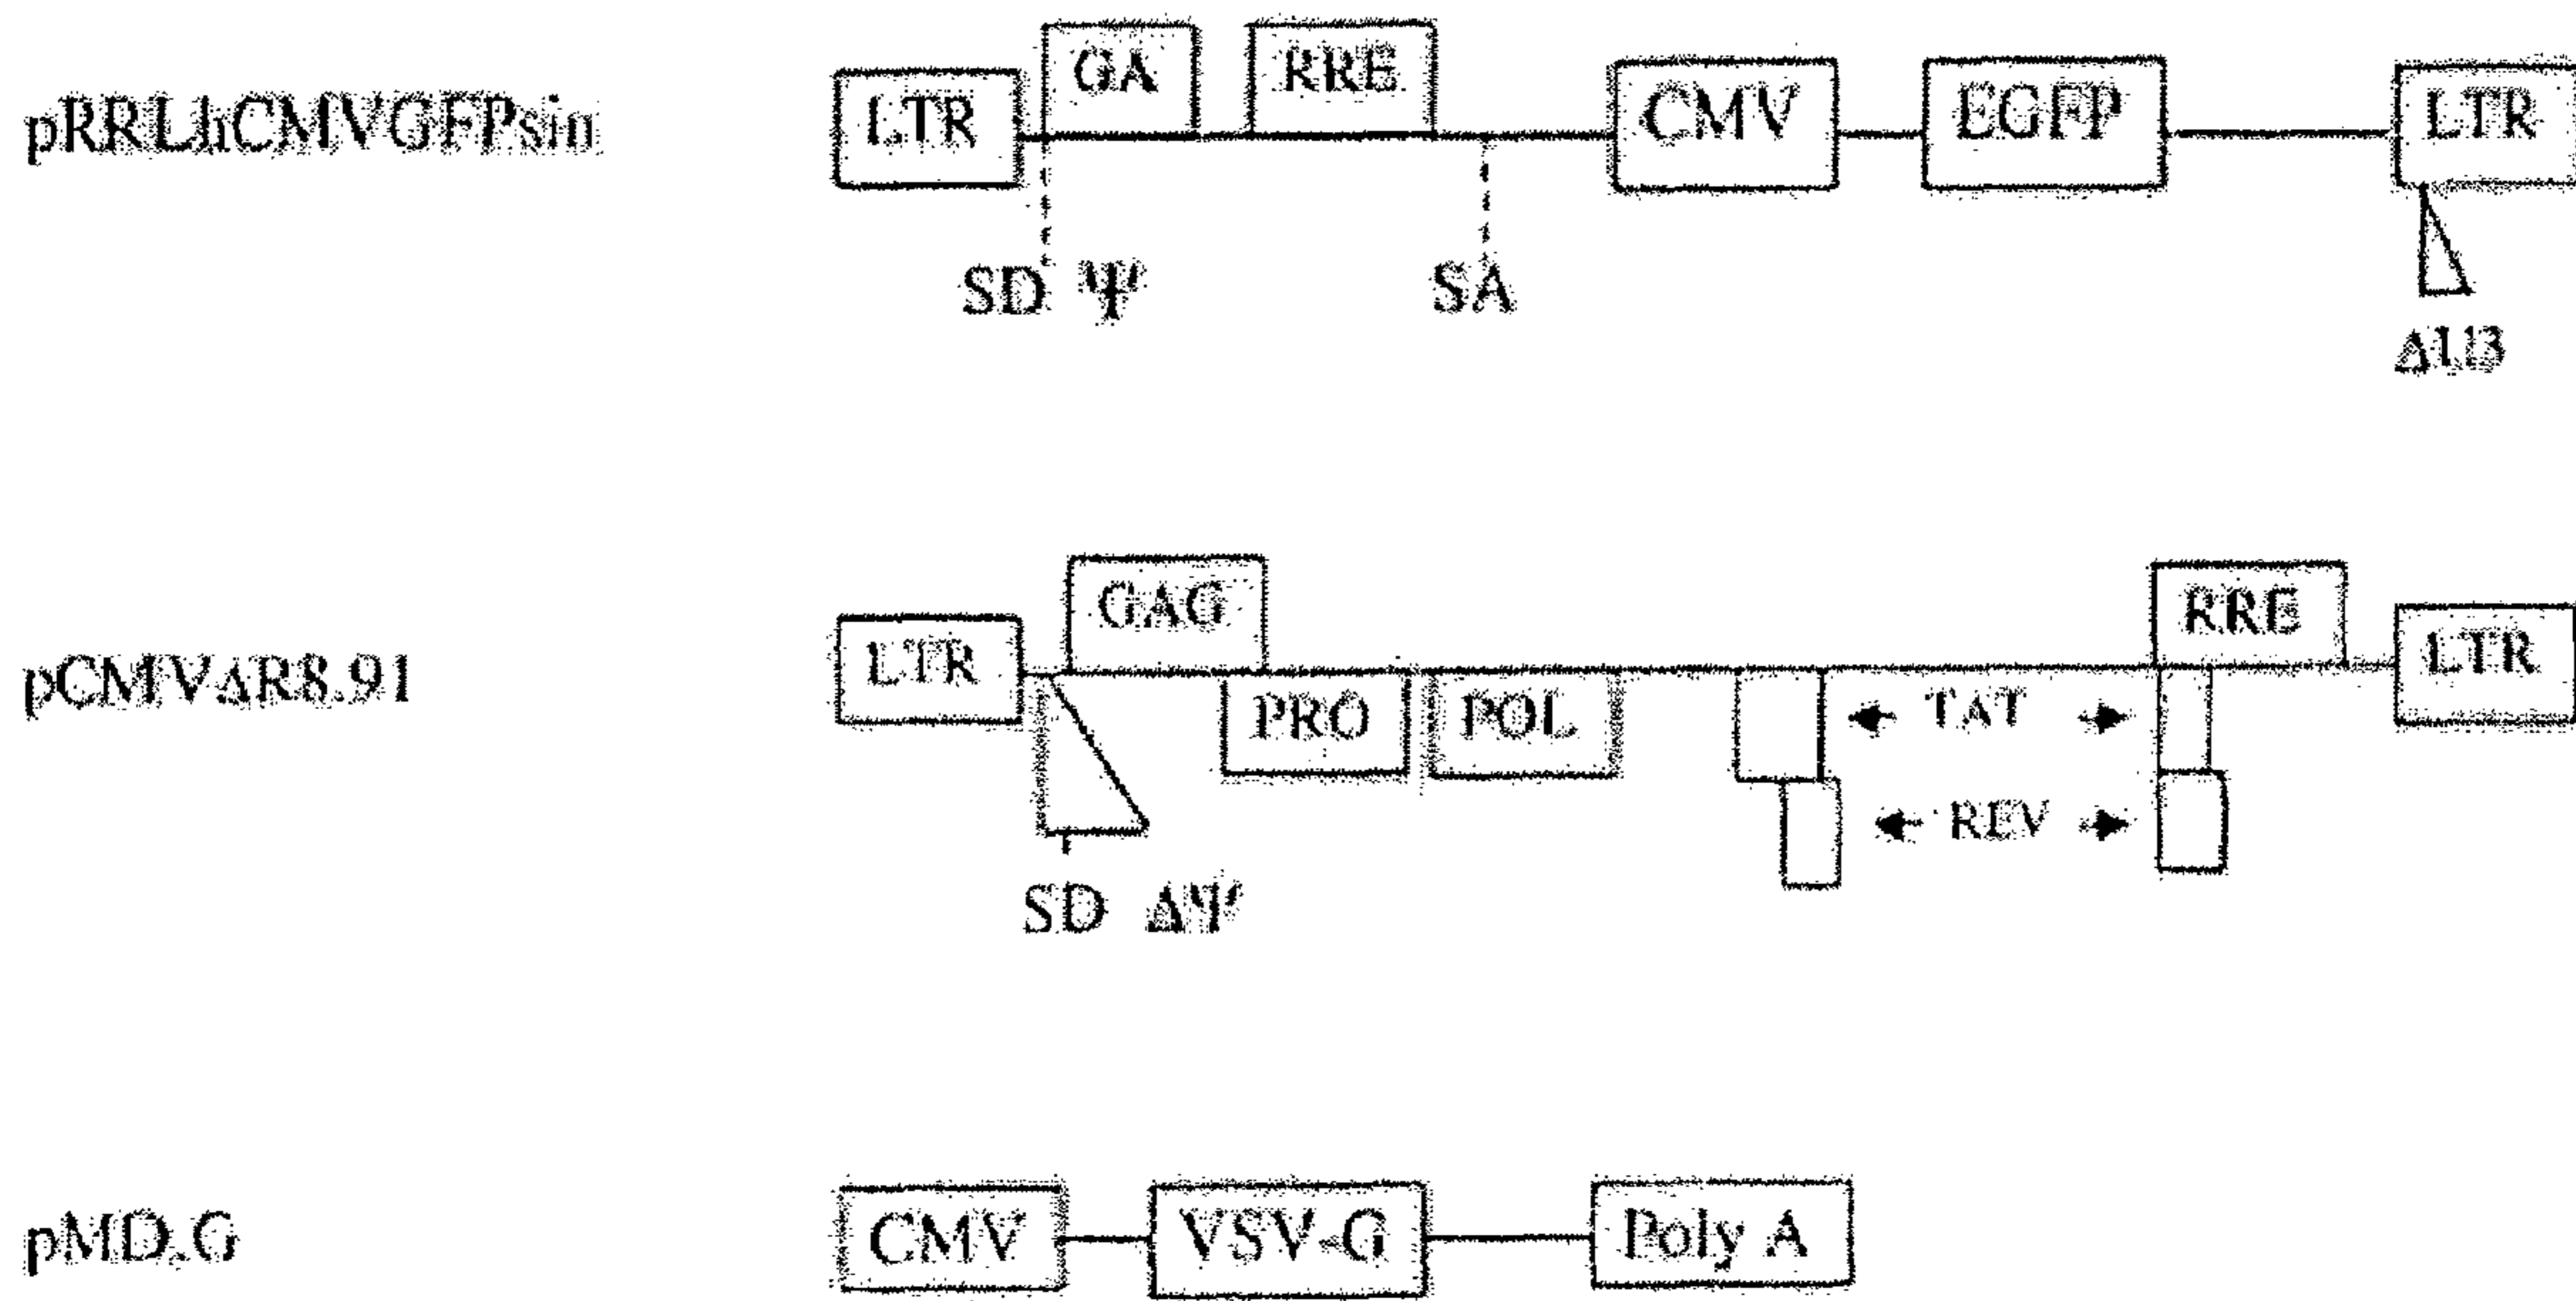 pRRLhCMVGFPsin
LTR GA RRE CMV EGFP LTR
SD Ψ SA
ΔU3
pCMVΔR8.91
LTR GAG PRO POL TAT REV RRE LTR
SD ΔΨ
pMD.G
CMV VSV-G Poly A